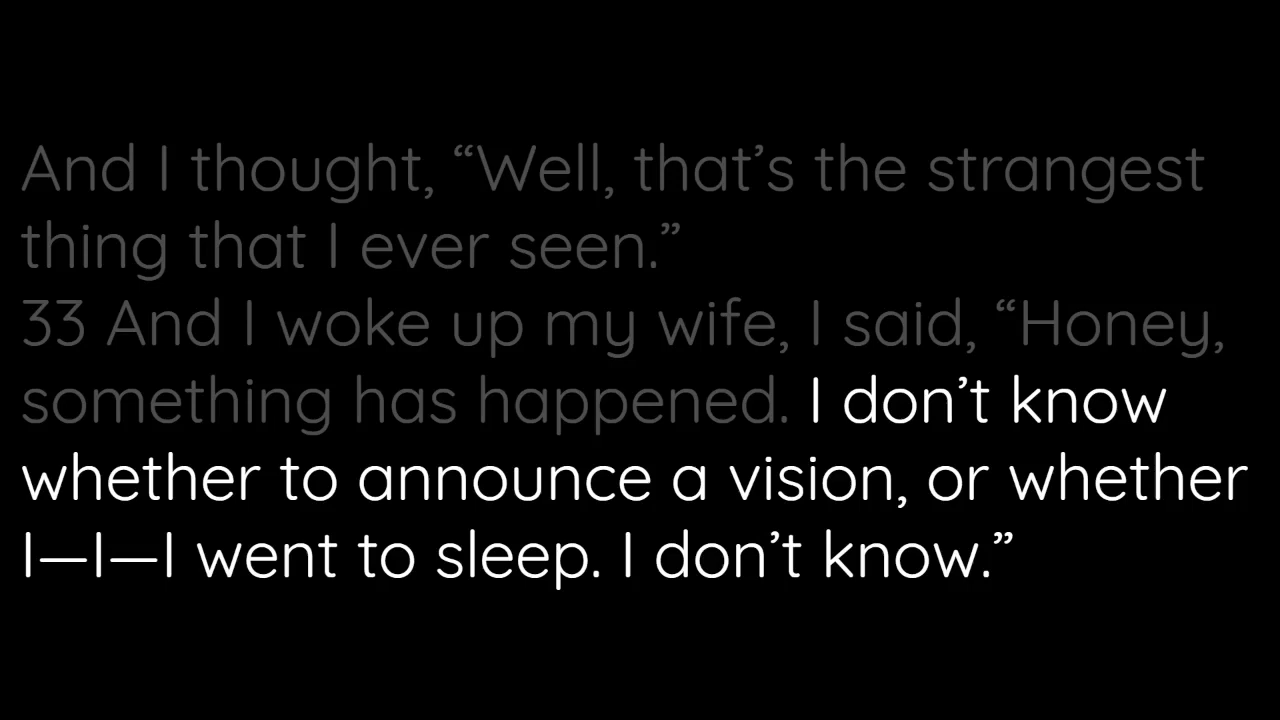 And I thought, “Well, that’s the strangest
thing that I ever seen.”
33 And I woke up my wife, I said, “Honey,
something has happened. I don’t know
whether to announce a vision, or whether
I—I—I went to sleep. I don’t know.”